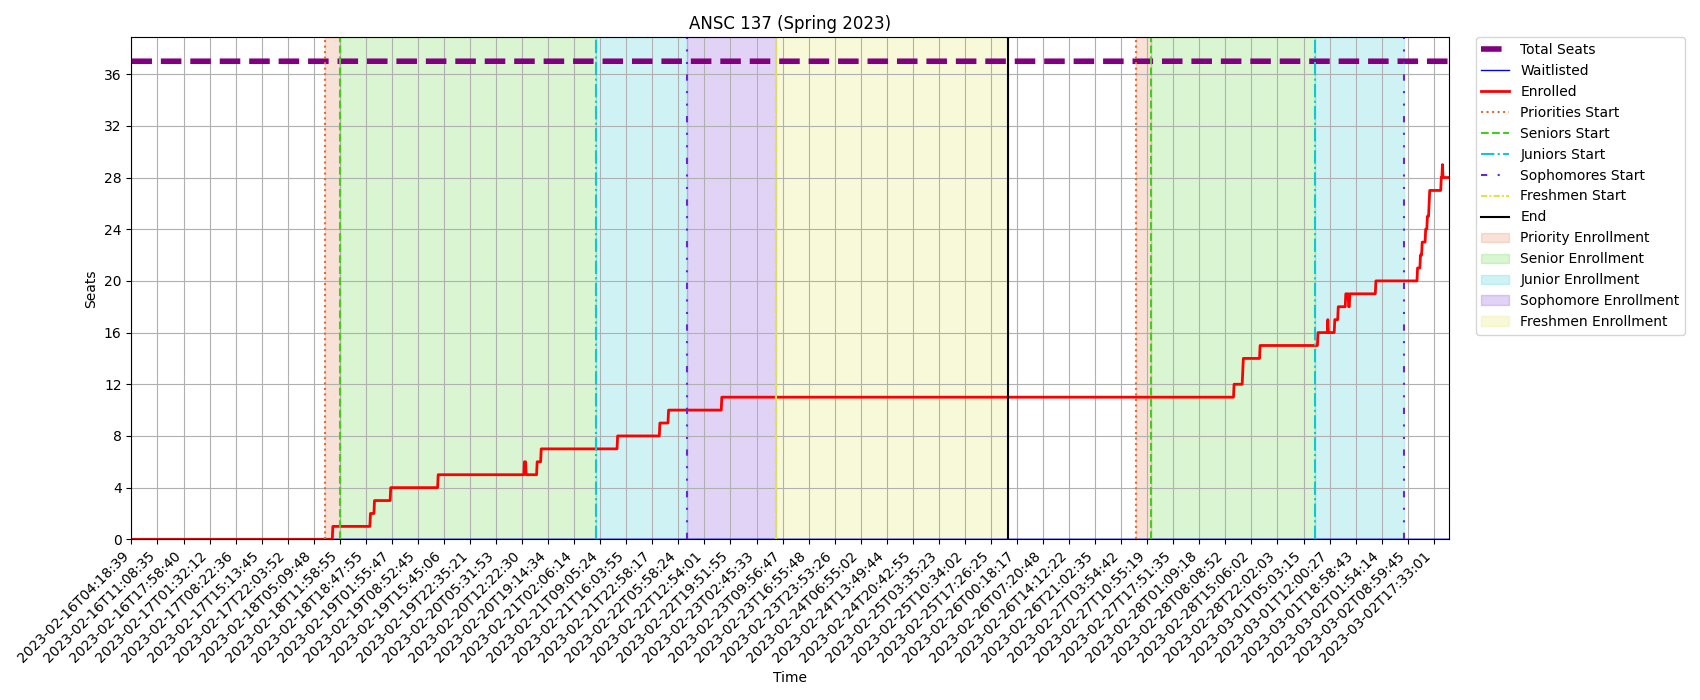 ANSC 137 (Spring 2023)
Total Seats
Waitlisted
Enrolled
Priorities Start
Seniors Start
Juniors Start
Sophomores Start
Freshmen Start
End
Priority Enrollment
Senior Enrollment
Junior Enrollment
Sophomore Enrollment
Freshmen Enrollment
Seats
36
32
28
24
20
16
12
8
4
0
2023-02-16T04:18:39
2023-02-16T11:08:35
2023-02-16T17:58:40
2023-02-17T01:32:12
2023-02-17T08:22:36
2023-02-17T15:13:45
2023-02-17T22:03:52
2023-02-18T05:09:48
2023-02-18T11:58:55
2023-02-18T18:47:55
2023-02-19T01:55:47
2023-02-19T08:52:45
2023-02-19T15:45:06
2023-02-19T22:35:21
2023-02-20T05:31:53
2023-02-20T12:22:30
2023-02-20T19:14:34
2023-02-21T02:06:14
2023-02-21T09:05:24
2023-02-21T16:03:55
2023-02-21T22:58:17
2023-02-22T05:58:24
2023-02-22T12:54:01
2023-02-22T19:51:55
2023-02-23T02:45:33
2023-02-23T09:56:47
2023-02-23T16:55:48
2023-02-23T23:53:26
2023-02-24T06:55:02
2023-02-24T13:49:44
2023-02-24T20:42:55
2023-02-25T03:35:23
2023-02-25T10:34:02
2023-02-25T17:26:25
2023-02-26T00:18:17
2023-02-26T07:20:48
2023-02-26T14:12:22
2023-02-26T21:02:35
2023-02-27T03:54:42
2023-02-27T10:55:19
2023-02-27T17:51:35
2023-02-28T01:09:18
2023-02-28T08:08:52
2023-02-28T15:06:02
2023-02-28T22:02:03
2023-03-01T05:03:15
2023-03-01T12:00:27
2023-03-01T18:58:43
2023-03-02T01:54:14
2023-03-02T08:59:45
2023-03-02T17:33:01
Time